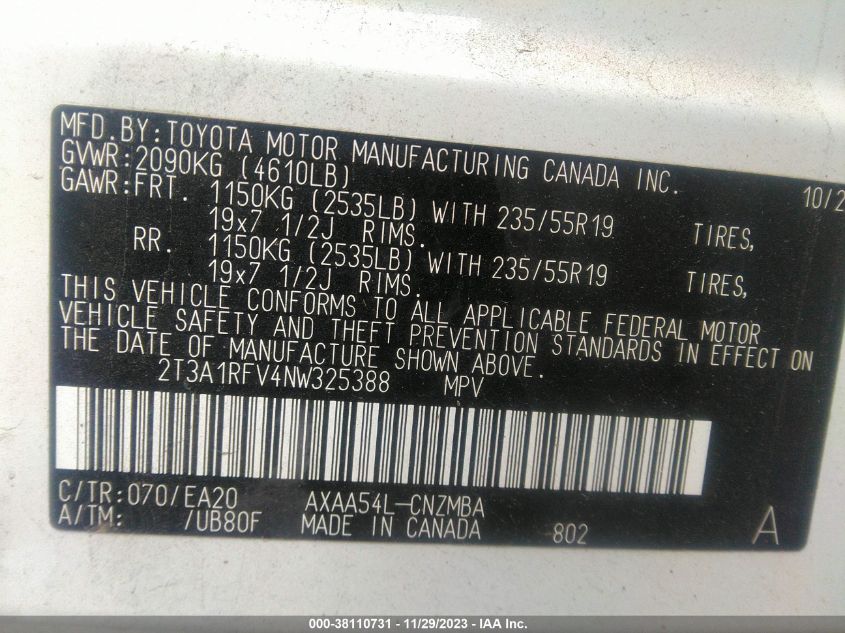 MFD.BY:TOYOTA MOTOR MANUFACTURING CANADA INC. 10/2
GVWR:2090KG (4610LB)
GAWR:FRT. 1150KG (2535LB) WITH 235/55R19 TIRES,
19x7 1/2J RIMS.
RR. 1150KG (2535LB) WITH 235/55R19 TIRES,
19x7 1/2J RIMS.
THIS VEHICLE CONFORMS TO ALL APPLICABLE FEDERAL MOTOR
VEHICLE SAFETY AND THEFT PREVENTION STANDARDS IN EFFECT ON
THE DATE OF MANUFACTURE SHOWN ABOVE.
2T3A1RFV4NW325388 MPV
C/TR:070/EA20 AXAA54L-CNZMBA
A/TM: /UB80F MADE IN CANADA 802 A
000-38110731 - 11/29/2023 - IAA Inc.